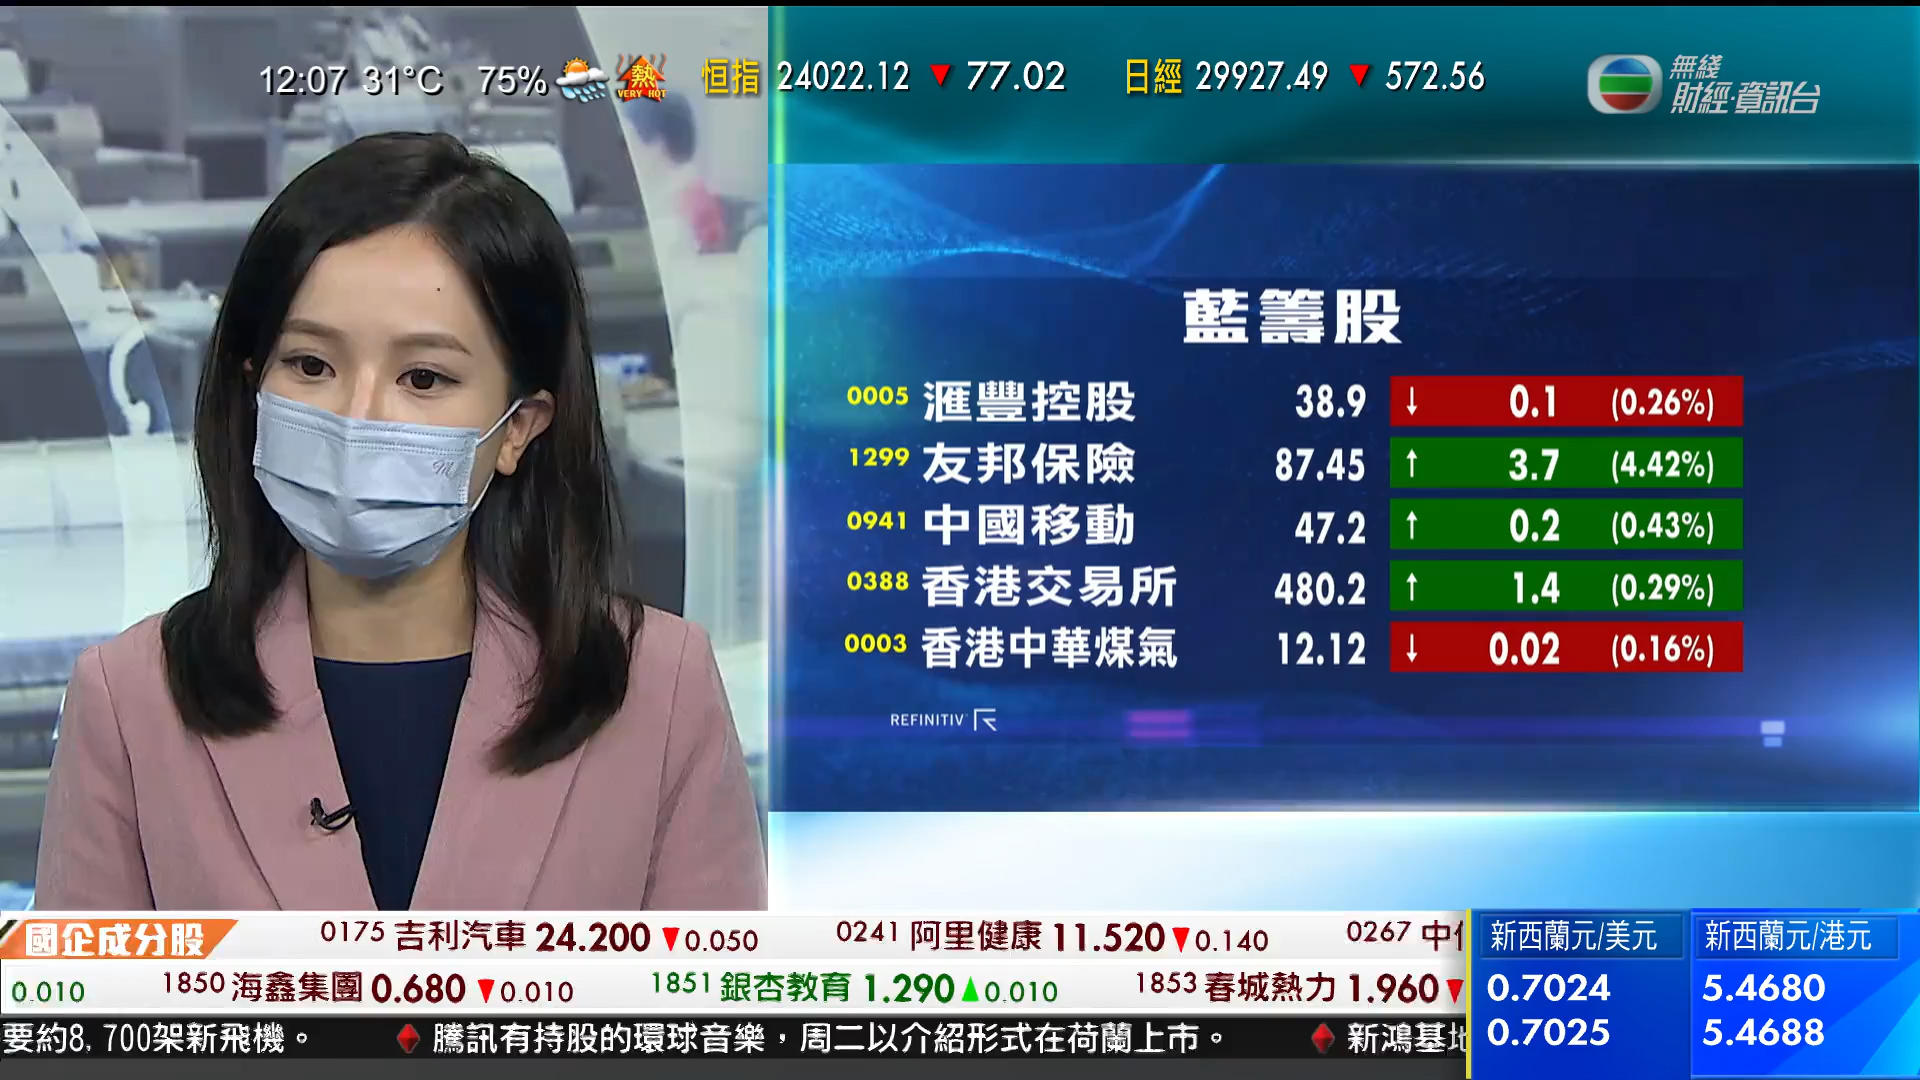 12:07 31°C 75% 熱 VERY HOT 恒指 24022.12 ▼ 77.02 日經 29927.49 ▼ 572.56
無綫
財經·資訊台
藍籌股
0005 滙豐控股 38.9 ↓ 0.1 (0.26%)
1299 友邦保險 87.45 ↑ 3.7 (4.42%)
0941 中國移動 47.2 ↑ 0.2 (0.43%)
0388 香港交易所 480.2 ↑ 1.4 (0.29%)
0003 香港中華煤氣 12.12 ↓ 0.02 (0.16%)
REFINITIV
國企成分股 0175 吉利汽車 24.200 ▼0.050 0241 阿里健康 11.520 ▼0.140 0267 中
0.010 1850 海鑫集團 0.680 ▼0.010 1851 銀杏教育 1.290 ▲0.010 1853 春城熱力 1.960 ▼
要約8,700架新飛機。 ♦ 騰訊有持股的環球音樂，周二以介紹形式在荷蘭上市。 ♦ 新鴻基地
新西蘭元/美元
0.7024
0.7025
新西蘭元/港元
5.4680
5.4688